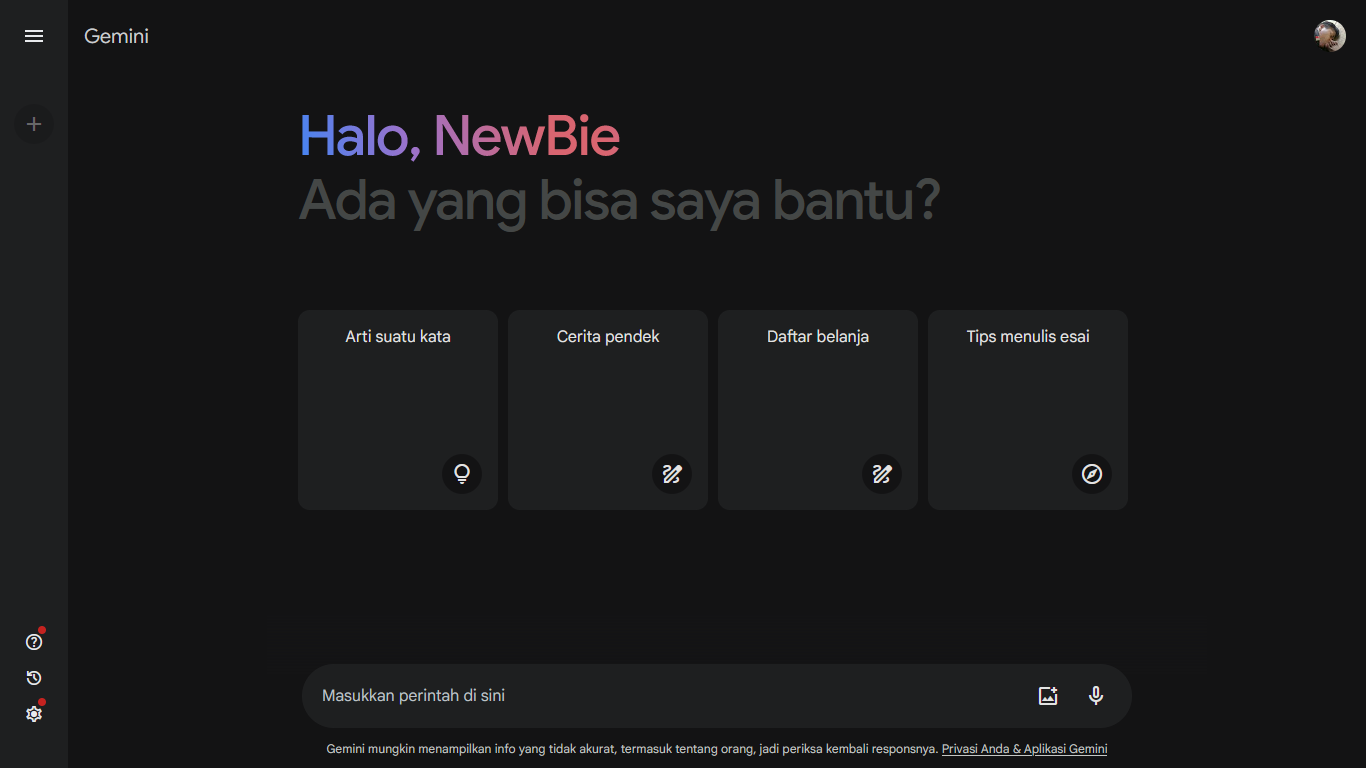 Gemini
Halo, NewBie
Ada yang bisa saya bantu?
Arti suatu kata
Cerita pendek
Daftar belanja
Tips menulis esai
Masukkan perintah di sini
Gemini mungkin menampilkan info yang tidak akurat, termasuk tentang orang, jadi periksa kembali responsnya. Privasi Anda & Aplikasi Gemini